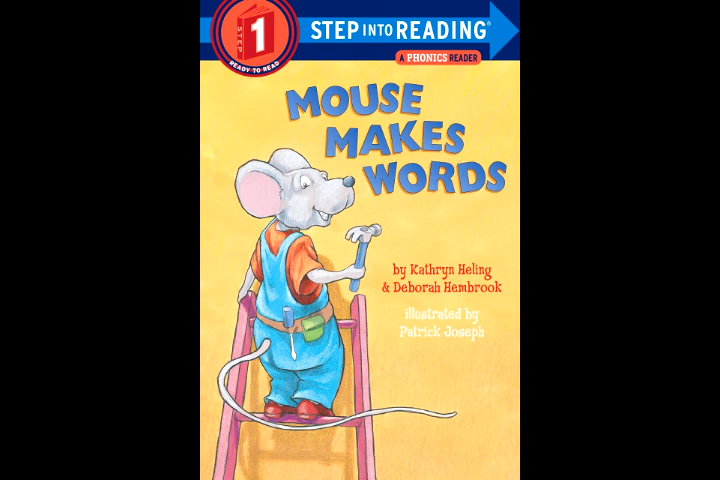 STEP 1
READY TO READ
STEP INTO READING®
A PHONICS READER
MOUSE
MAKES
WORDS
by Kathryn Heling
& Deborah Hembrook
illustrated by
Patrick Joseph